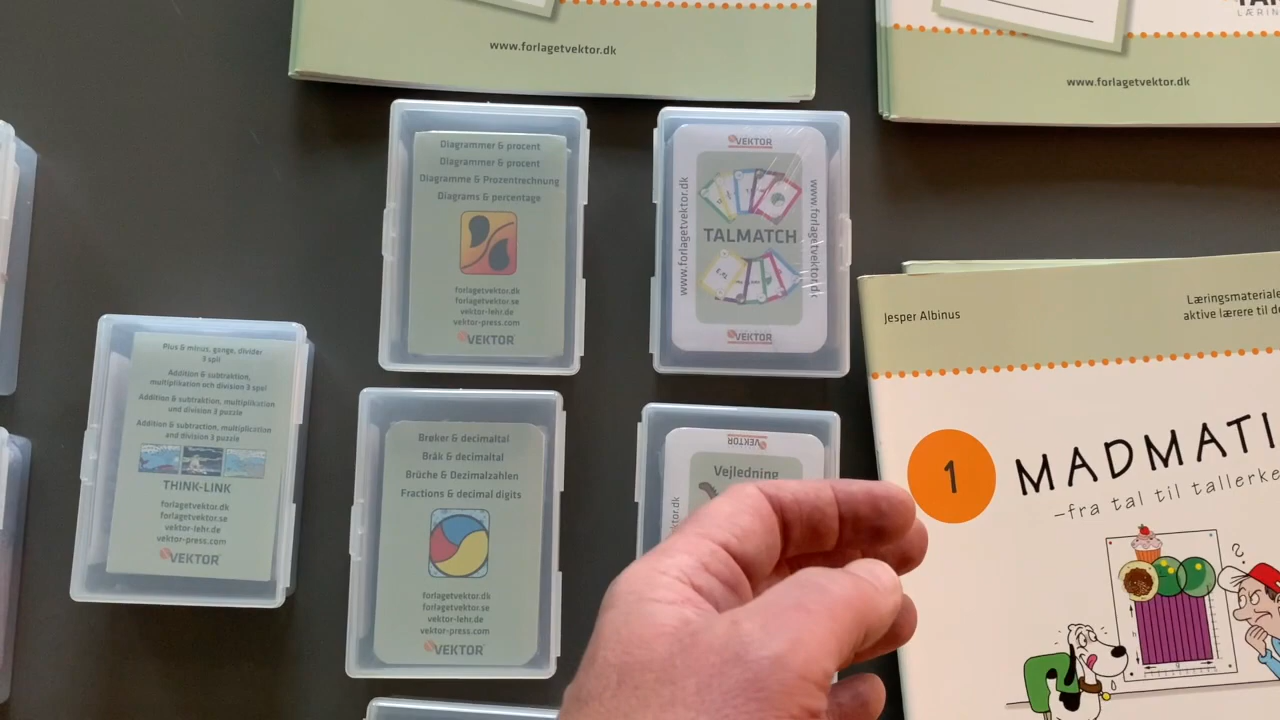 www.forlagetvektor.dk
LÆRIN
www.forlagetvektor.dk
Diagrammer & procent
Diagrammer & procent
Diagramme & Prozentrechnung
Diagrams & percentage
forlagetvektor.dk
forlagetvektor.se
vektor-lehr.de
vektor-press.com
VEKTOR
VEKTOR
www.forlagetvektor.dk
TALMATCH
www.forlagetvektor.dk
VEKTOR
Plus & minus, gange, divider
3 spil
Addition & subtraktion,
multiplikation och division 3 spel
Addition & subtraktion, multiplikation
und division 3 puzzle
Addition & subtraction, multiplication
and division 3 puzzle
THINK-LINK
forlagetvektor.dk
forlagetvektor.se
vektor-lehr.de
vektor-press.com
VEKTOR
Brøker & decimaltal
Bråk & decimaltal
Brüche & Dezimalzahlen
Fractions & decimal digits
forlagetvektor.dk
forlagetvektor.se
vektor-lehr.de
vektor-press.com
VEKTOR
VEKTOR
Vejledning
or.dk
Jesper Albinus
Læringsmateriale
aktive lærere til de
1
MADMATI
–fra tal til tallerke
?